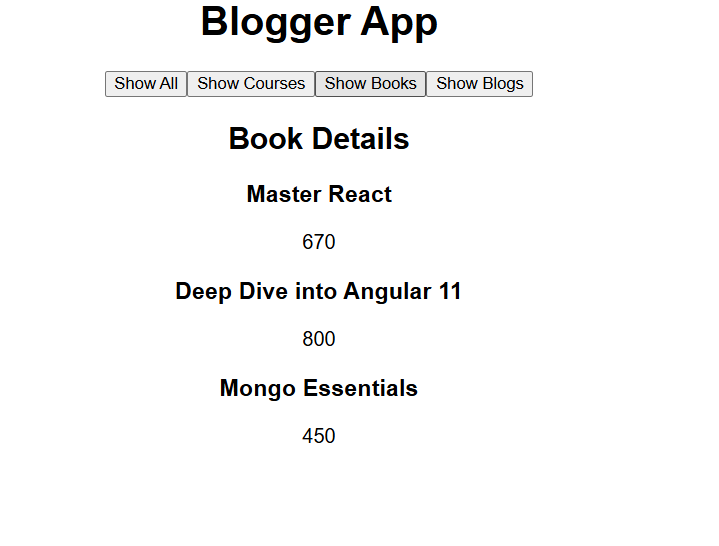 Blogger App
Show All Show Courses Show Books Show Blogs
Book Details
Master React
670
Deep Dive into Angular 11
800
Mongo Essentials
450